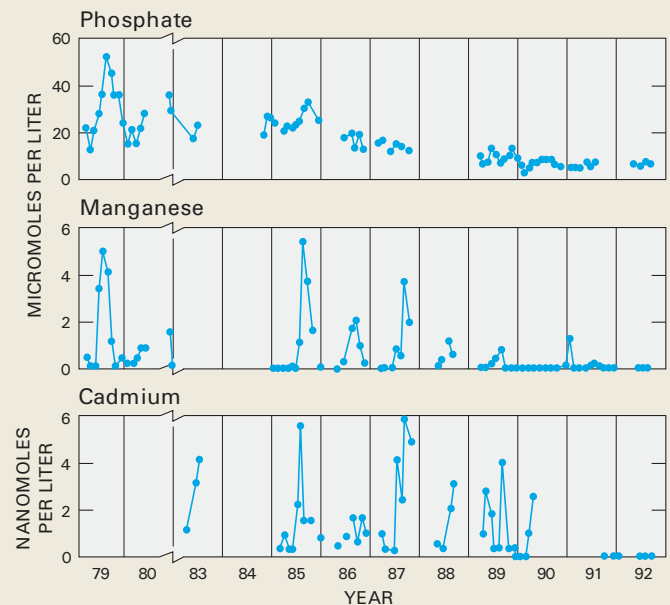 Phosphate
60
40
20
0
Manganese
6
4
2
0
MICROMOLES PER LITER
Cadmium
6
4
2
0
NANOMOLES
PER LITER
79 80 83 84 85 86 87 88 89 90 91 92
YEAR